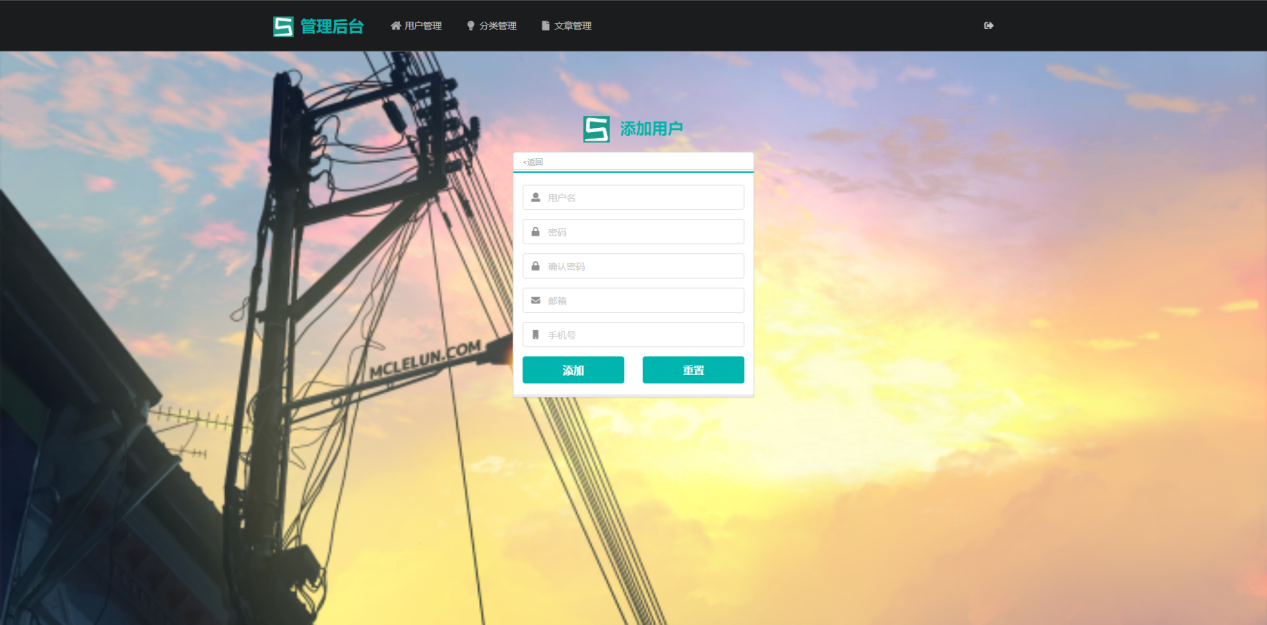 管理后台 用户管理 分类管理 文章管理
添加用户
<返回
用户名
密码
确认密码
邮箱
手机号
添加 重置
MCLELUN.COM